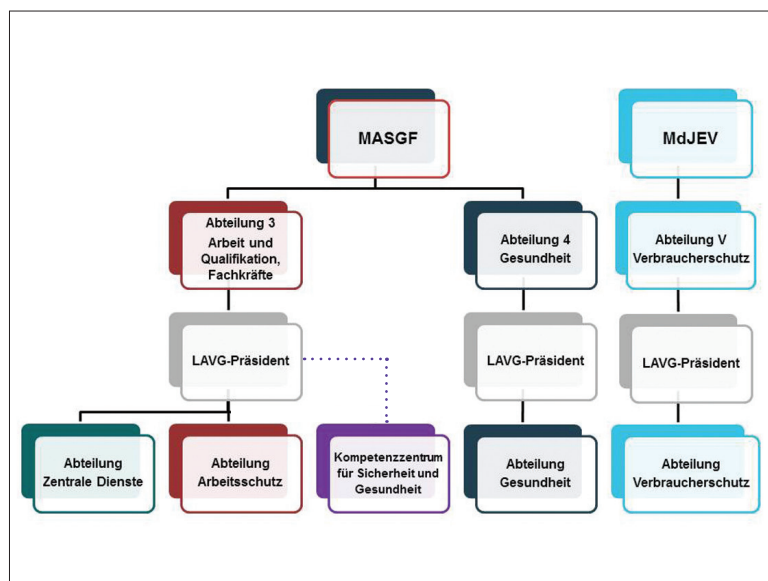 MASGF
MdJEV
Abteilung 3
Arbeit und
Qualifikation,
Fachkräfte
Abteilung 4
Gesundheit
Abteilung V
Verbraucherschutz
LAVG-Präsident
LAVG-Präsident
LAVG-Präsident
Abteilung
Zentrale Dienste
Abteilung
Arbeitsschutz
Kompetenzzentrum
für Sicherheit und
Gesundheit
Abteilung
Gesundheit
Abteilung
Verbraucherschutz